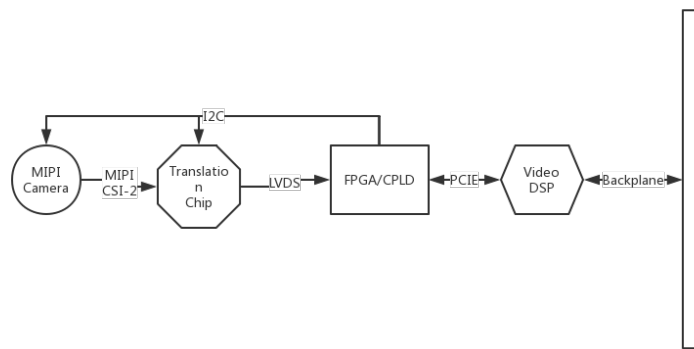 I2C
MIPI
Camera
MIPI
CSI-2
Translatio
n
Chip
LVDS
FPGA/CPLD
PCIE
Video
DSP
Backplane